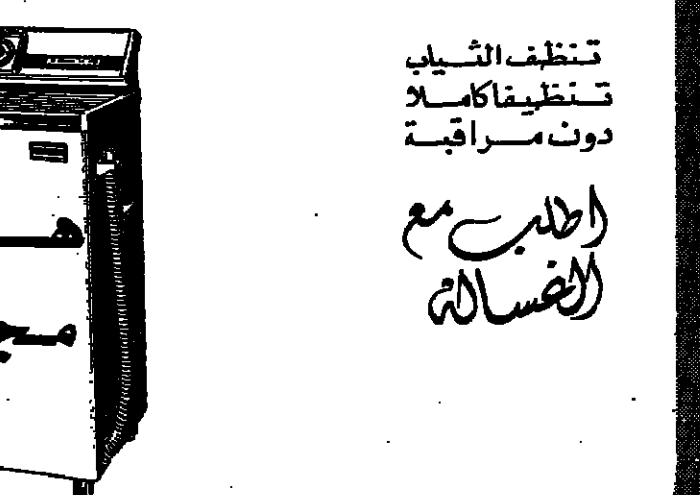 تنظف الثياب
تنظيفا كاملا
دون مراقبة
اطلب مع
الغسالة